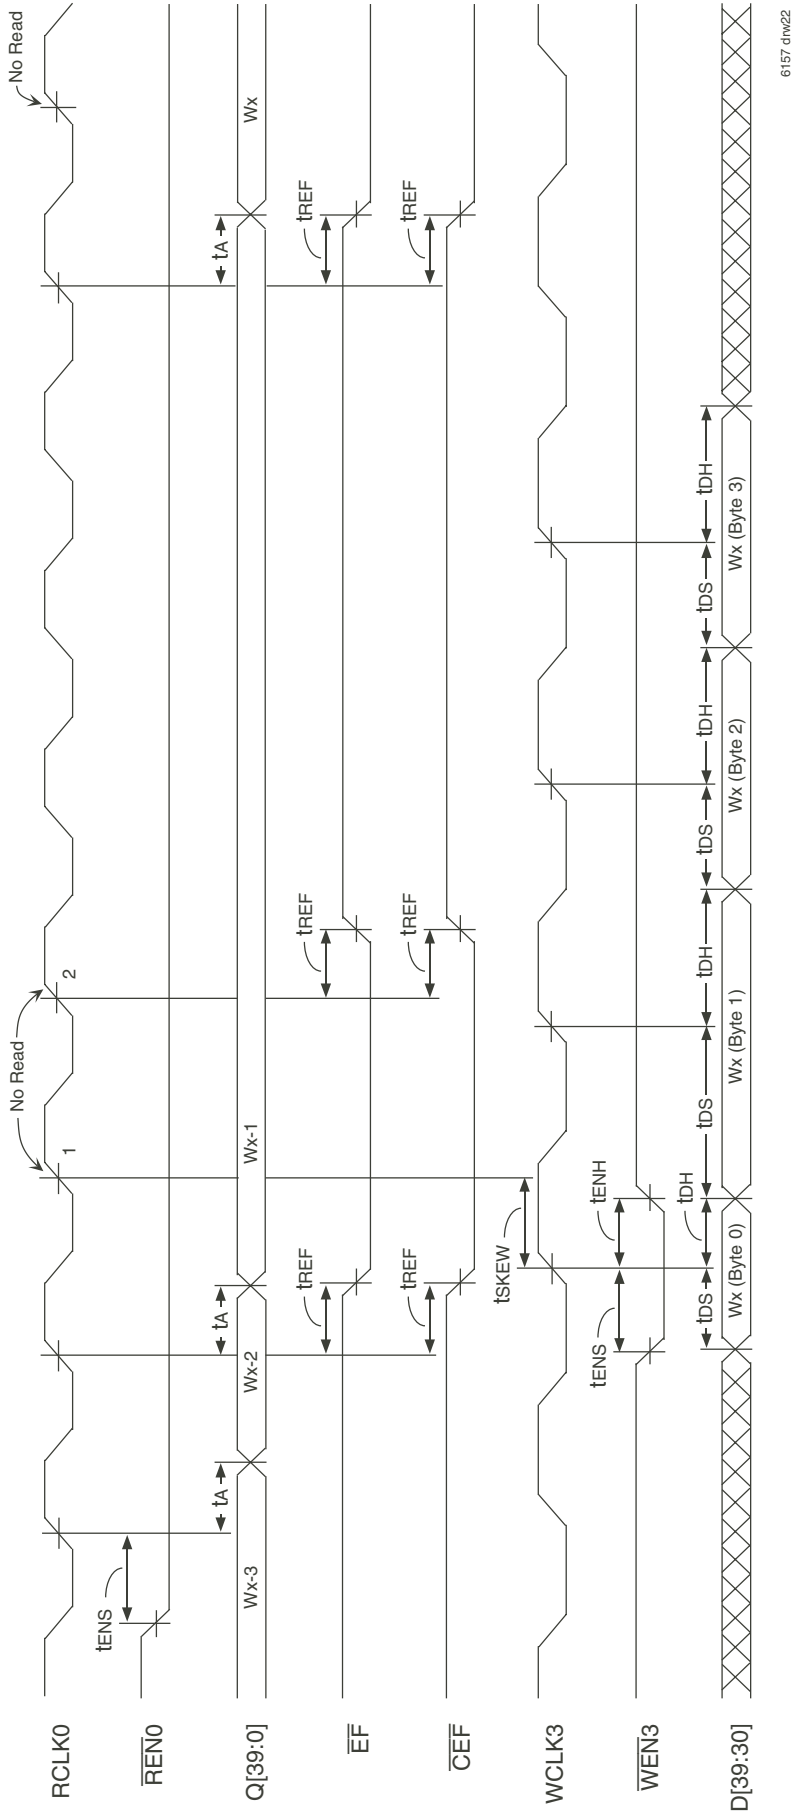 No Read
No Read
RCLK0
1
2
tENS
REN0
tA
tA
tA
Q[39:0]
Wx-3
Wx-2
Wx-1
Wx
tREF
tREF
tREF
EF
tREF
tREF
tREF
CEF
tSKEW
WCLK3
tENS
tENH
WEN3
tDS
tDH
tDS
tDH
tDS
tDH
tDS
tDH
D[39:30]
Wx (Byte 0)
Wx (Byte 1)
Wx (Byte 2)
Wx (Byte 3)
6157 drw22